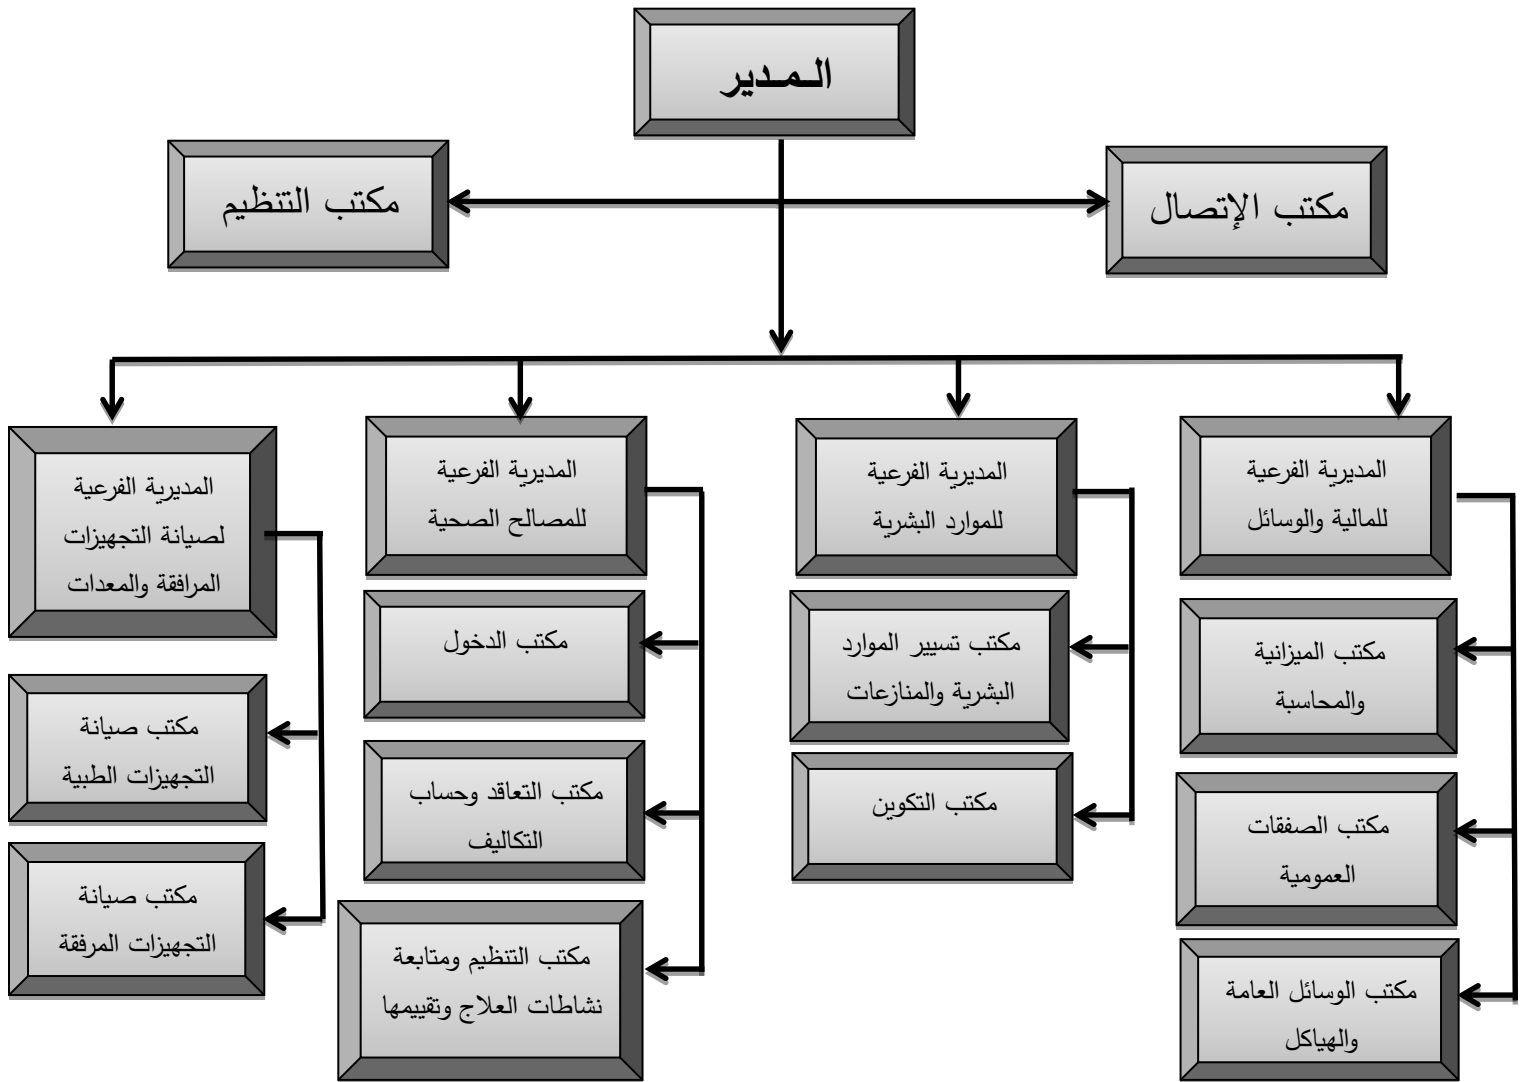 الـمـدير
مكتب الإتصال
مكتب التنظيم
المديرية الفرعية
للمالية والوسائل
مكتب الميزانية
والمحاسبة
مكتب الصفقات
العمومية
مكتب الوسائل العامة
والهياكل
المديرية الفرعية
للموارد البشرية
مكتب تسيير الموارد
البشرية والمنازعات
مكتب التكوين
المديرية الفرعية
للمصالح الصحية
مكتب الدخول
مكتب التعاقد وحساب
التكاليف
مكتب التنظيم ومتابعة
نشاطات العلاج وتقييمها
المديرية الفرعية
لصيانة التجهيزات
المرافقة والمعدات
مكتب صيانة
التجهيزات الطبية
مكتب صيانة
التجهيزات المرفقة